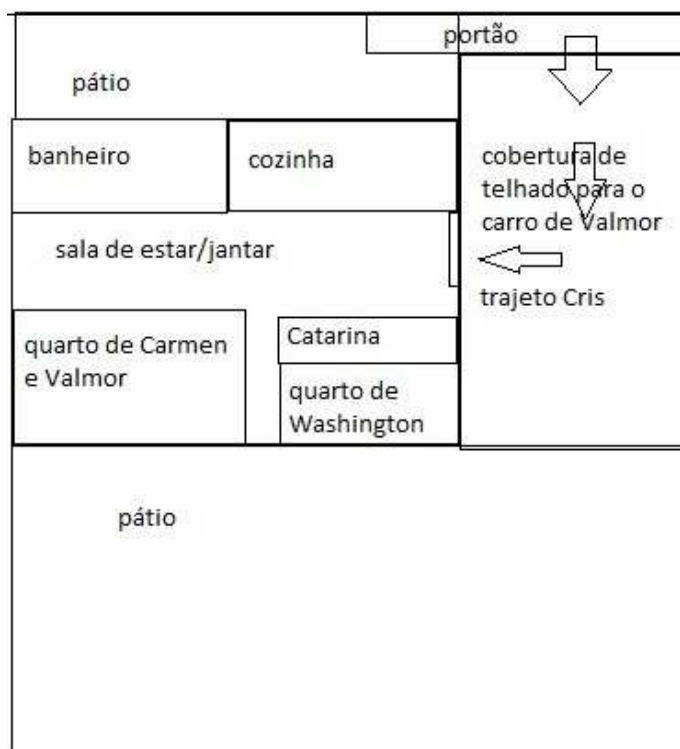 portão
pátio
banheiro
cozinha
cobertura de
telhado para o
carro de Valmor
sala de estar/jantar
trajeto Cris
quarto de Carmen
e Valmor
Catarina
quarto de
Washington
pátio